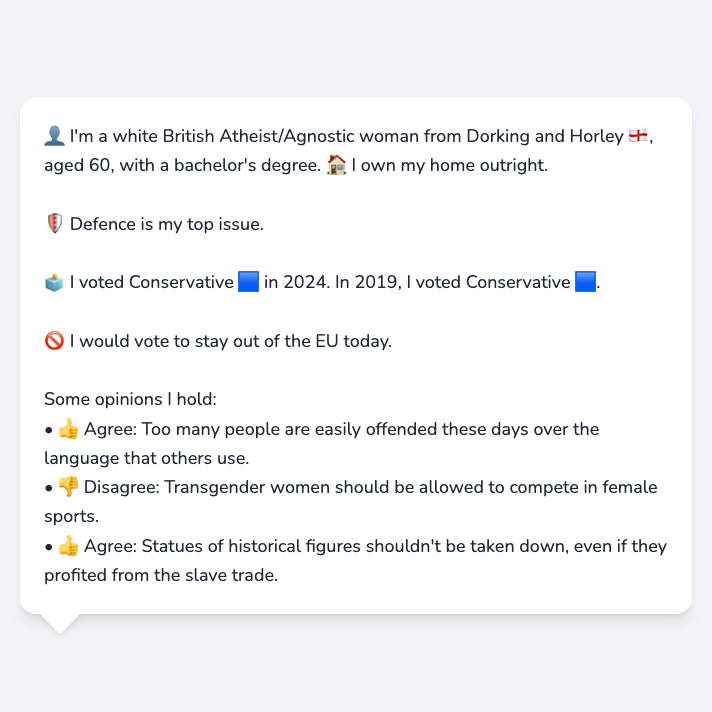 👤 I'm a white British Atheist/Agnostic woman from Dorking and Horley 🏴󠁧󠁢󠁥󠁮󠁧󠁿,
aged 60, with a bachelor's degree. 🏠 I own my home outright.
🛡️ Defence is my top issue.
🗳️ I voted Conservative 🟦 in 2024. In 2019, I voted Conservative 🟦.
🚫 I would vote to stay out of the EU today.
Some opinions I hold:
• 👍 Agree: Too many people are easily offended these days over the
language that others use.
• 👎 Disagree: Transgender women should be allowed to compete in female
sports.
• 👍 Agree: Statues of historical figures shouldn't be taken down, even if they
profited from the slave trade.